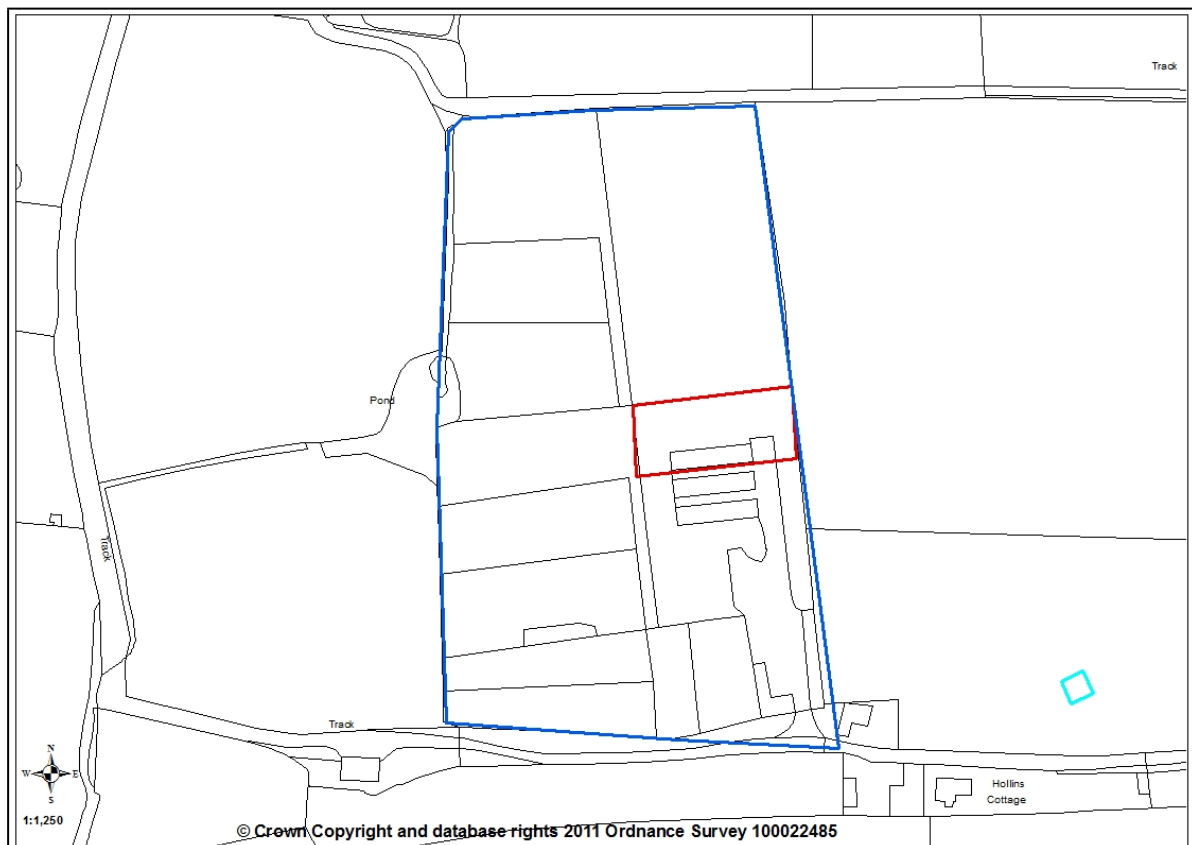 Track
Pond
Track
Track
Hollins
Cottage
N
W E
S
1:1,250
© Crown Copyright and database rights 2011 Ordnance Survey 100022485